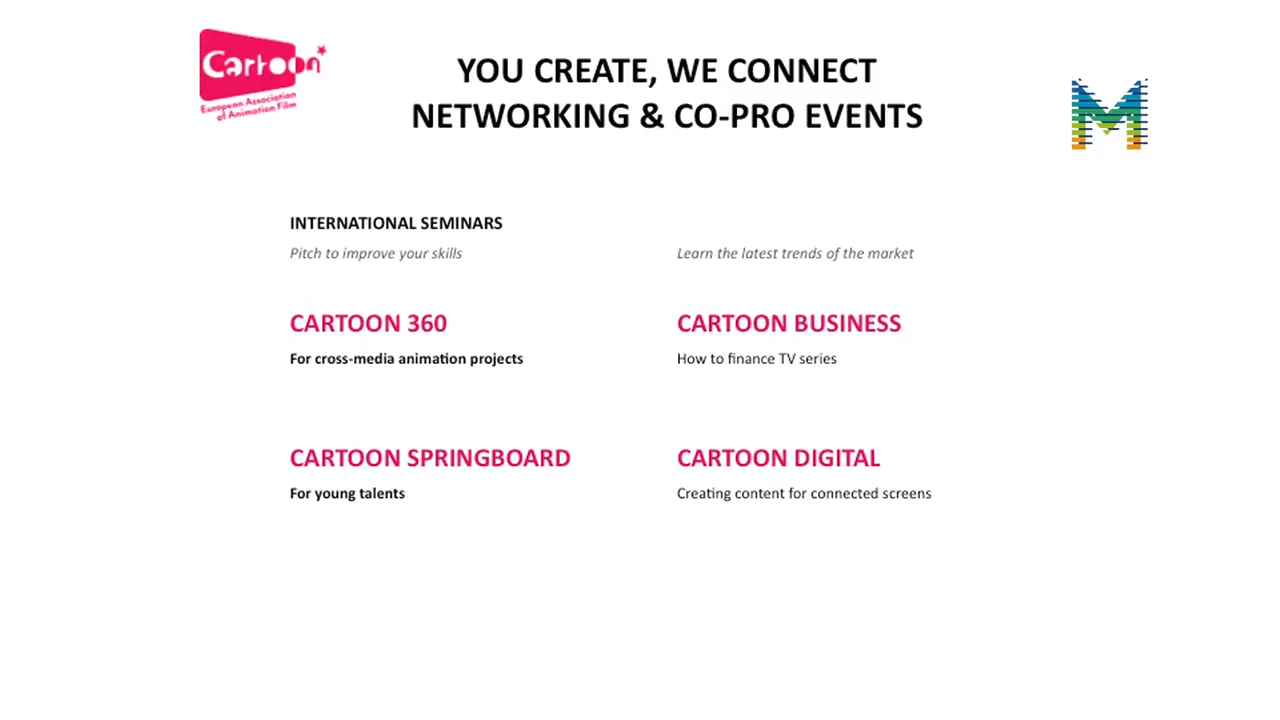 Cartoon
European Association
of Animation Film
YOU CREATE, WE CONNECT
NETWORKING & CO-PRO EVENTS
M
INTERNATIONAL SEMINARS
Pitch to improve your skills
Learn the latest trends of the market
CARTOON 360
For cross-media animation projects
CARTOON BUSINESS
How to finance TV series
CARTOON SPRINGBOARD
For young talents
CARTOON DIGITAL
Creating content for connected screens